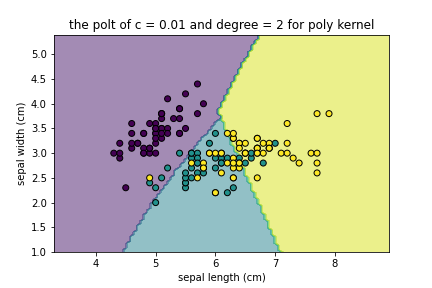 the polt of c = 0.01 and degree = 2 for poly kernel
sepal width (cm)
5.0
4.5
4.0
3.5
3.0
2.5
2.0
1.5
1.0
4 5 6 7 8
sepal length (cm)